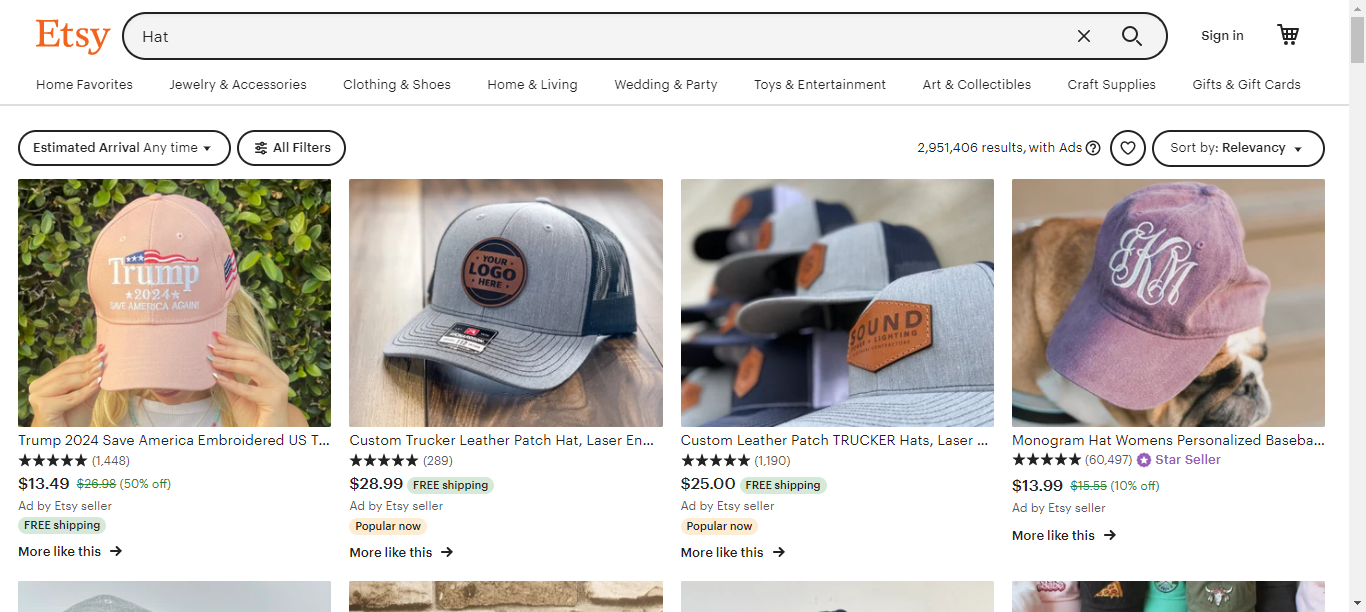 Etsy
Hat
Sign in
Home Favorites
Jewelry & Accessories
Clothing & Shoes
Home & Living
Wedding & Party
Toys & Entertainment
Art & Collectibles
Craft Supplies
Gifts & Gift Cards
Estimated Arrival Any time
All Filters
2,951,406 results, with Ads
Sort by: Relevancy
Trump
2024
SAVE AMERICA AGAIN!
YOUR
LOGO
HERE
SOUND
LIGHTING
EKM
Trump 2024 Save America Embroidered US T...
(1,448)
$13.49 $26.98 (50% off)
Ad by Etsy seller
FREE shipping
More like this
Custom Trucker Leather Patch Hat, Laser En...
(289)
$28.99 FREE shipping
Ad by Etsy seller
Popular now
More like this
Custom Leather Patch TRUCKER Hats, Laser ...
(1,190)
$25.00 FREE shipping
Ad by Etsy seller
Popular now
More like this
Monogram Hat Womens Personalized Baseba...
(60,497) Star Seller
$13.99 $15.55 (10% off)
Ad by Etsy seller
More like this